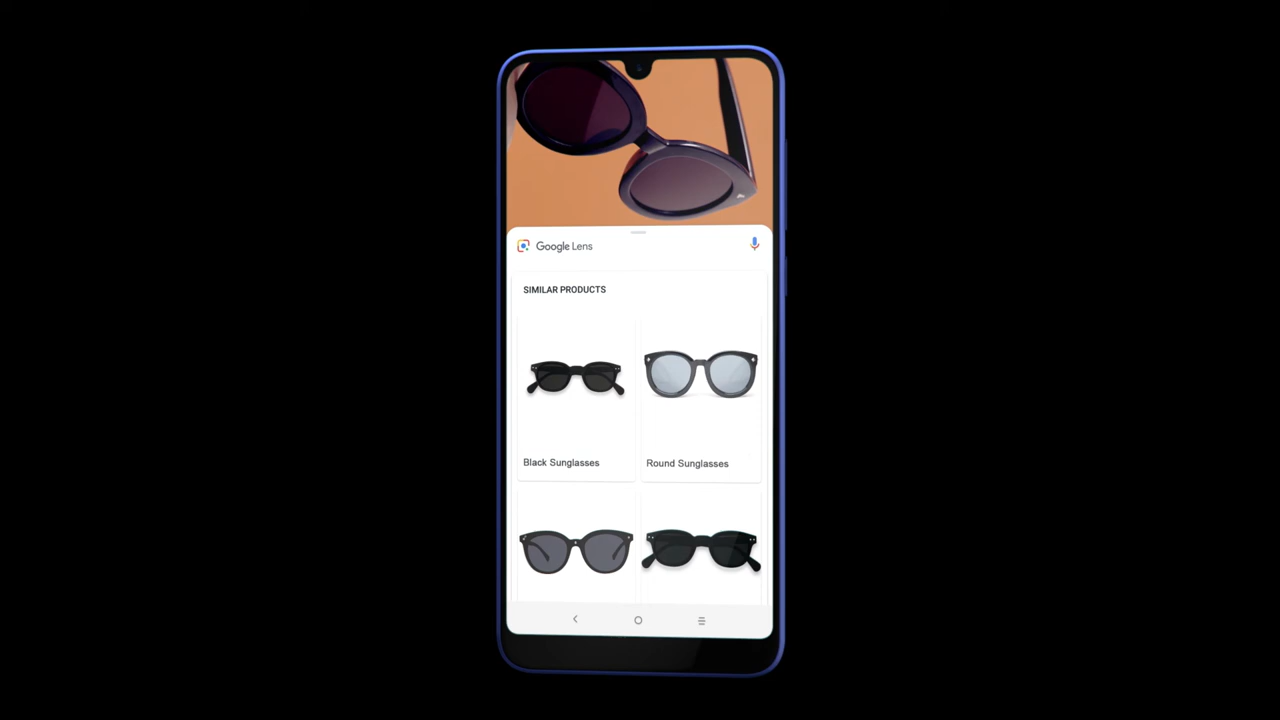 Google Lens
SIMILAR PRODUCTS
Black Sunglasses
Round Sunglasses